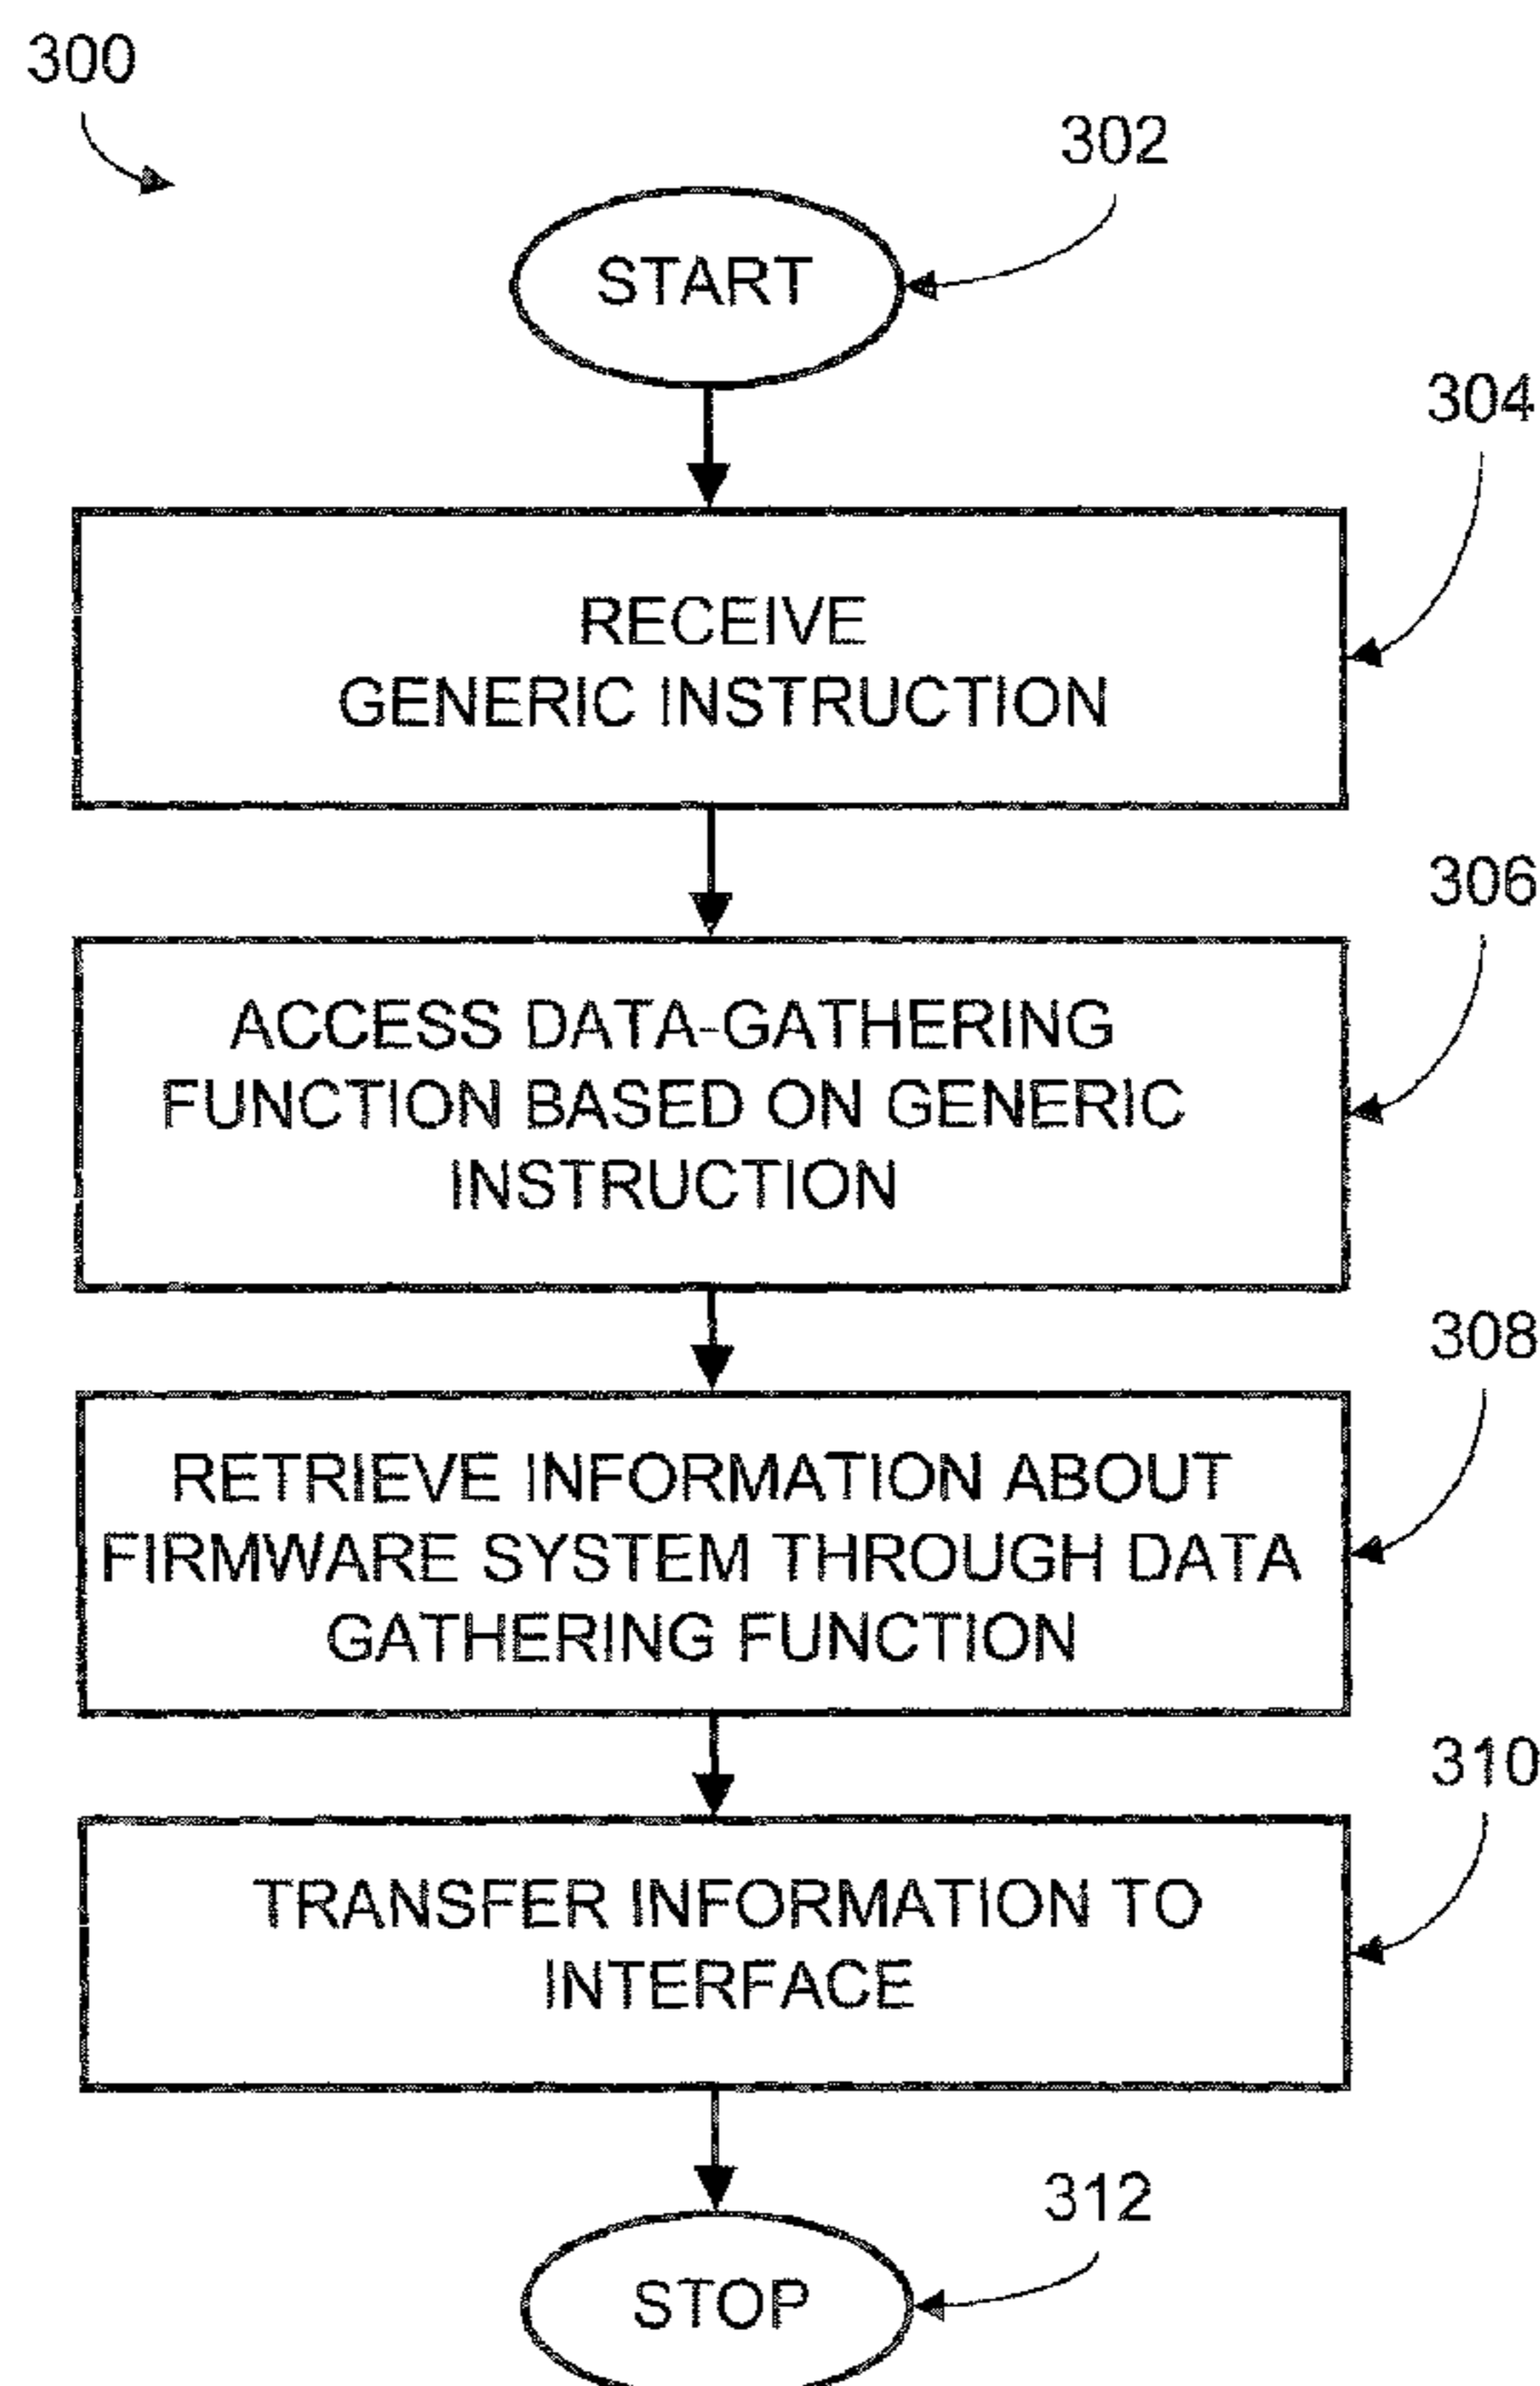 300
302
START
304
RECEIVE
GENERIC INSTRUCTION
306
ACCESS DATA-GATHERING
FUNCTION BASED ON GENERIC
INSTRUCTION
308
RETRIEVE INFORMATION ABOUT
FIRMWARE SYSTEM THROUGH DATA
GATHERING FUNCTION
310
TRANSFER INFORMATION TO
INTERFACE
312
STOP